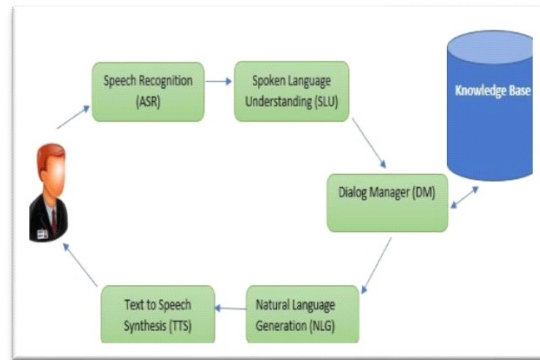 Speech Recognition
(ASR)
Spoken Language
Understanding (SLU)
Knowledge Base
Dialog Manager (DM)
Text to Speech
Synthesis (TTS)
Natural Language
Generation (NLG)